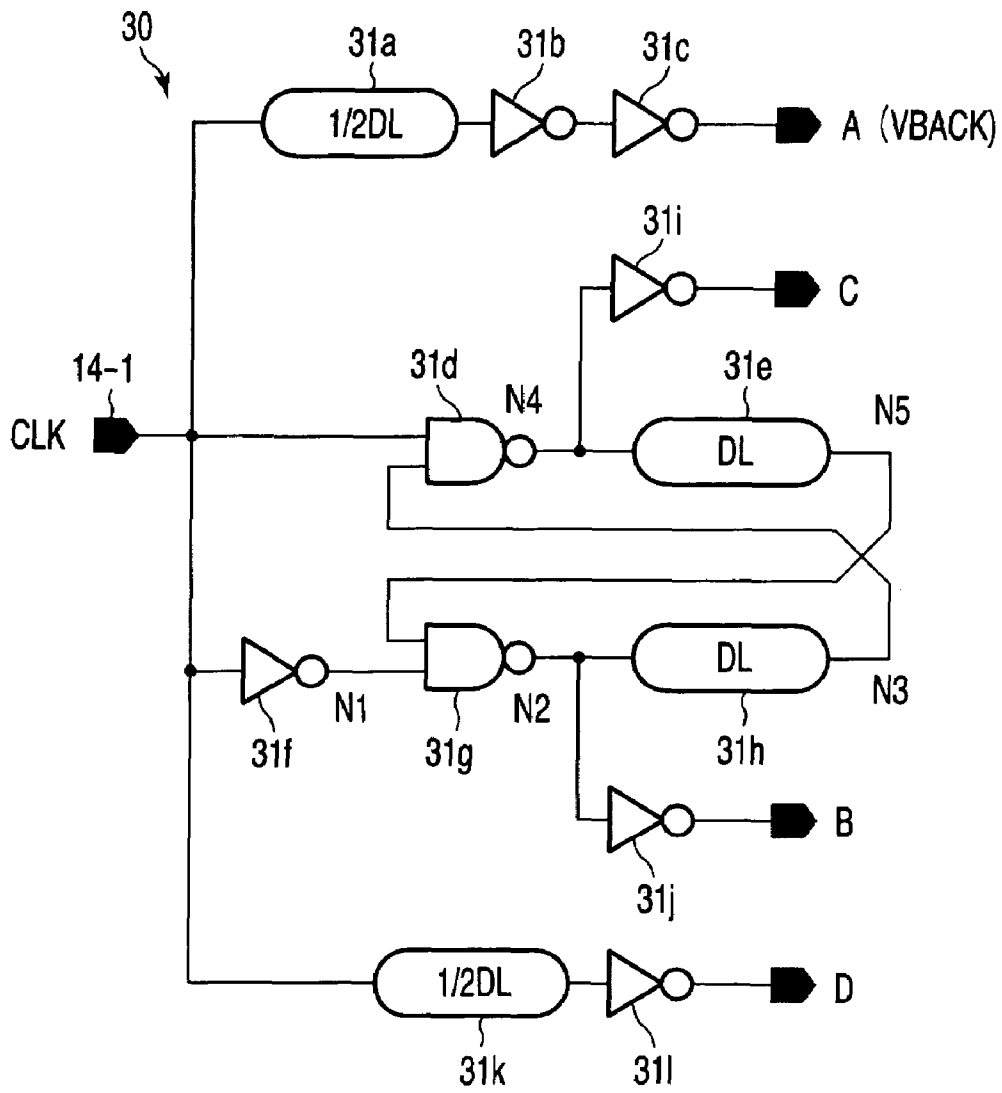 30
31a
31b
31c
1/2DL
A (VBACK)
31i
C
14-1
31d
31e
N4
N5
CLK
DL
DL
N1
N2
N3
31f
31g
31h
B
31j
1/2DL
D
31k
31l